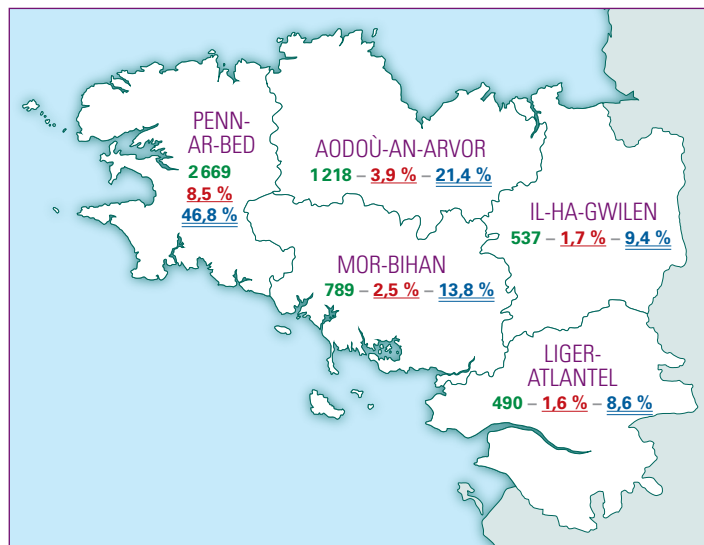 PENN-
AR-BED
2 669
8,5 %
46,8 %
AODOÙ-AN-ARVOR
1 218 – 3,9 % – 21,4 %
IL-HA-GWILEN
537 – 1,7 % – 9,4 %
MOR-BIHAN
789 – 2,5 % – 13,8 %
LIGER-
ATLANTEL
490 – 1,6 % – 8,6 %